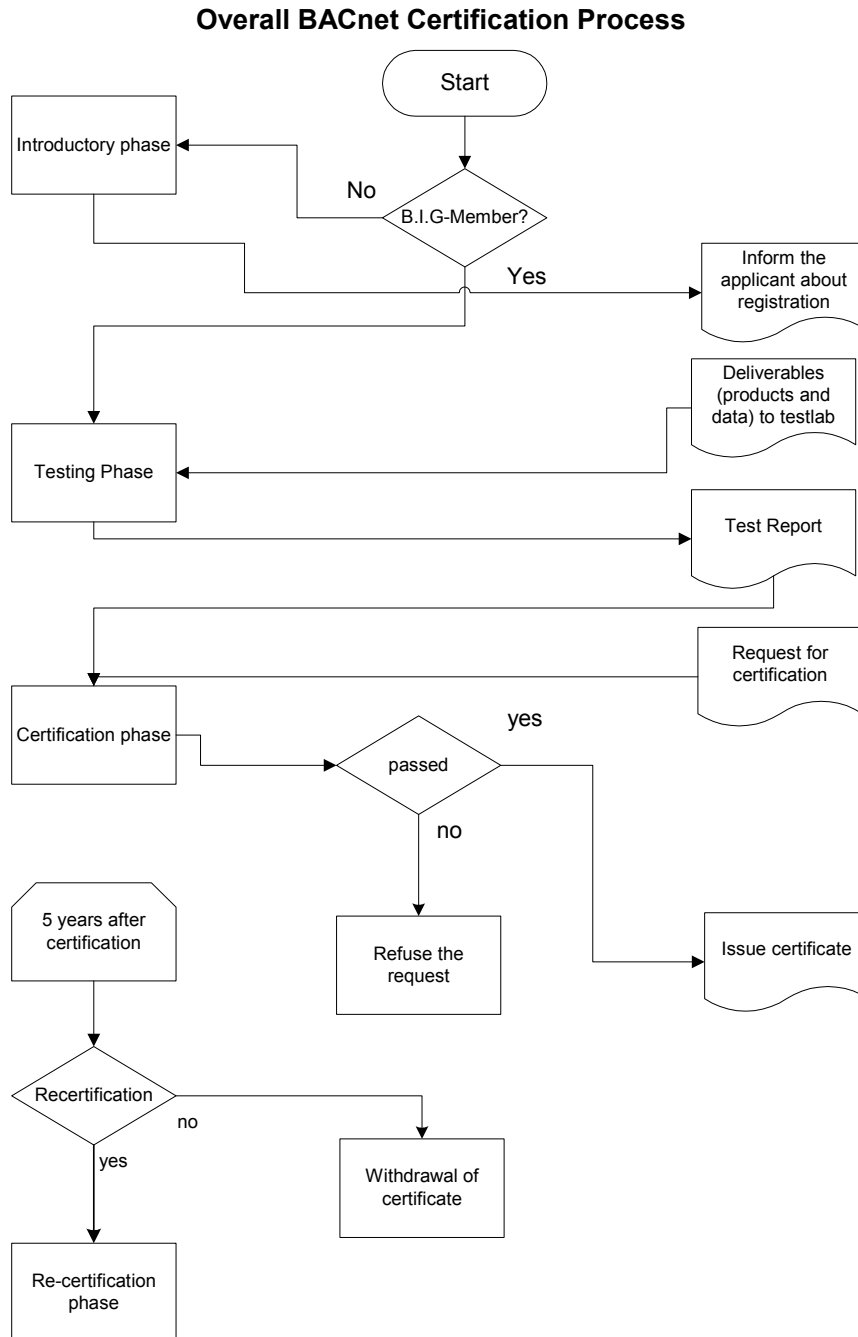 Overall BACnet Certification Process
Start
Introductory phase
No
B.I.G-Member?
Yes
Inform the
applicant about
registration
Deliverables
(products and
data) to testlab
Testing Phase
Test Report
Request for
certification
Certification phase
yes
passed
no
5 years after
certification
Refuse the
request
Issue certificate
Recertification
no
yes
Withdrawal of
certificate
Re-certification
phase